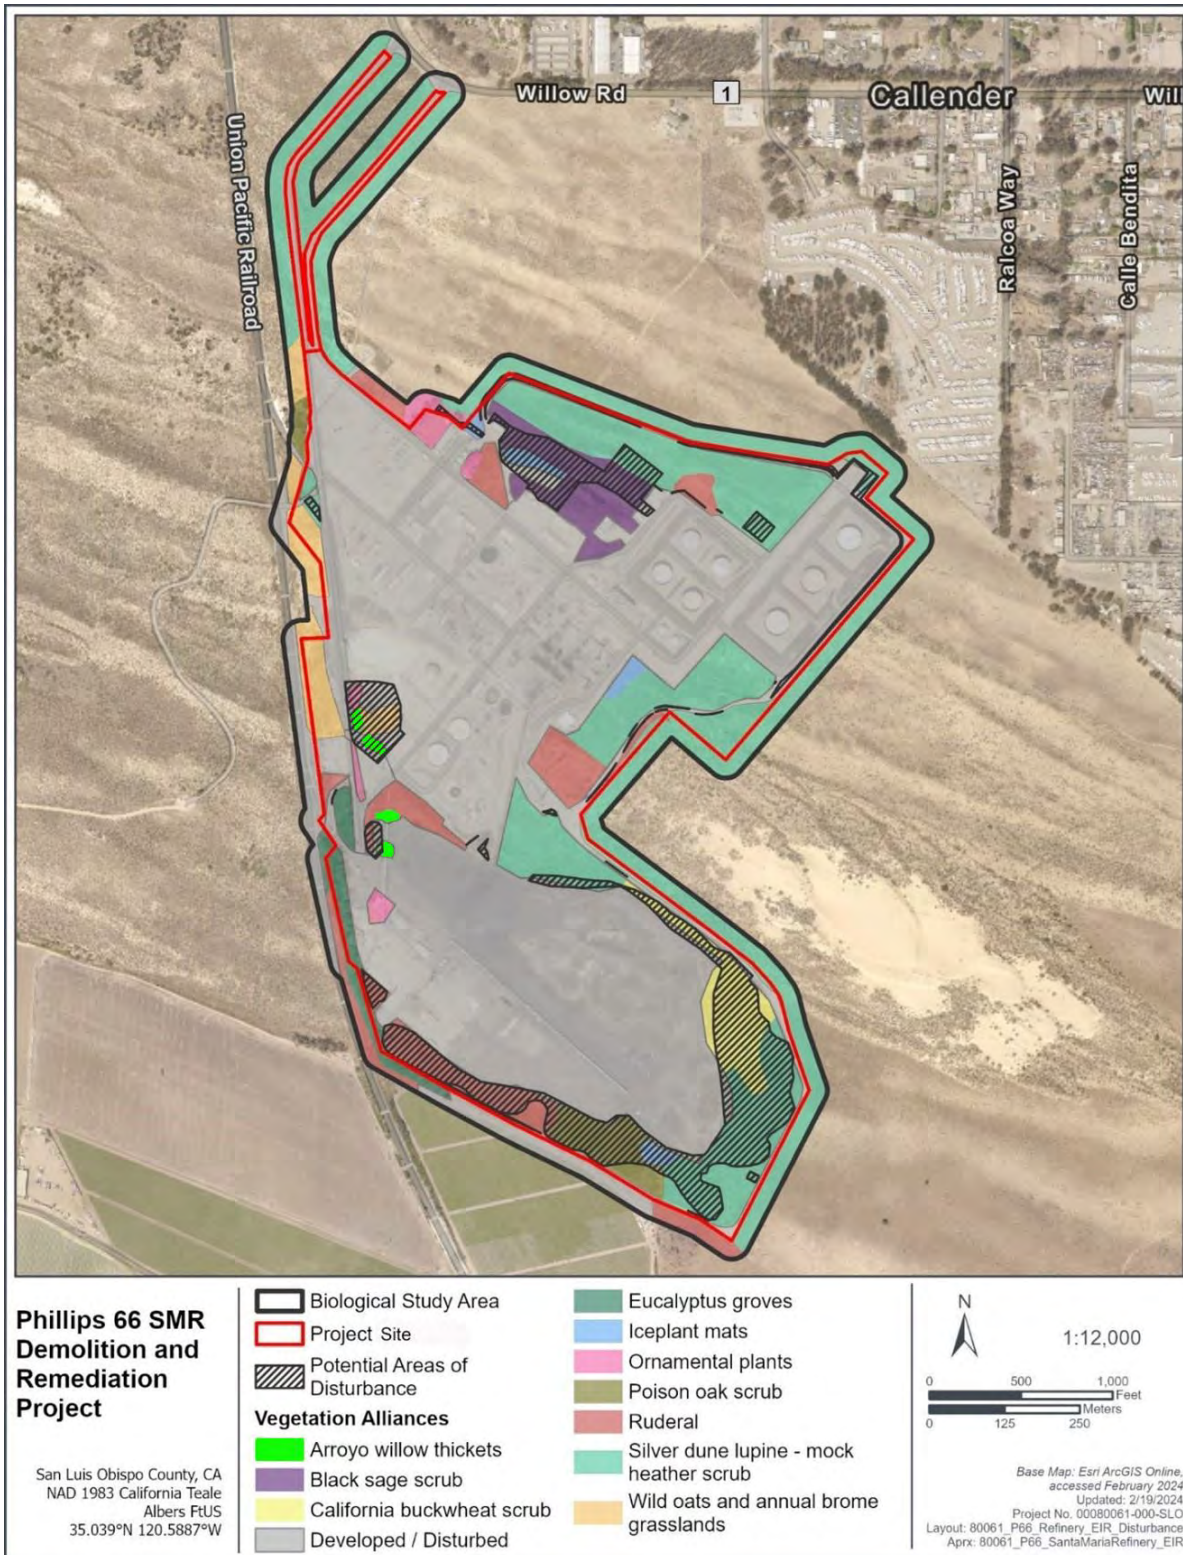 Willow Rd
1
Callender
Will
Union Pacific Railroad
Ralcoa Way
Calle Bendita
Phillips 66 SMR
Demolition and
Remediation
Project
San Luis Obispo County, CA
NAD 1983 California Teale
Albers FtUS
35.039°N 120.5887°W
Biological Study Area
Project Site
Potential Areas of
Disturbance
Vegetation Alliances
Arroyo willow thickets
Black sage scrub
California buckwheat scrub
Developed / Disturbed
Eucalyptus groves
Iceplant mats
Ornamental plants
Poison oak scrub
Ruderal
Silver dune lupine - mock
heather scrub
Wild oats and annual brome
grasslands
N
1:12,000
0 500 1,000
Feet
Meters
0 125 250
Base Map: Esri ArcGIS Online,
accessed February 2024
Updated: 2/19/2024
Project No. 00080061-000-SLO
Layout: 80061_P66_Refinery_EIR_Disturbance
Aprx: 80061_P66_SantaMariaRefinery_EIR